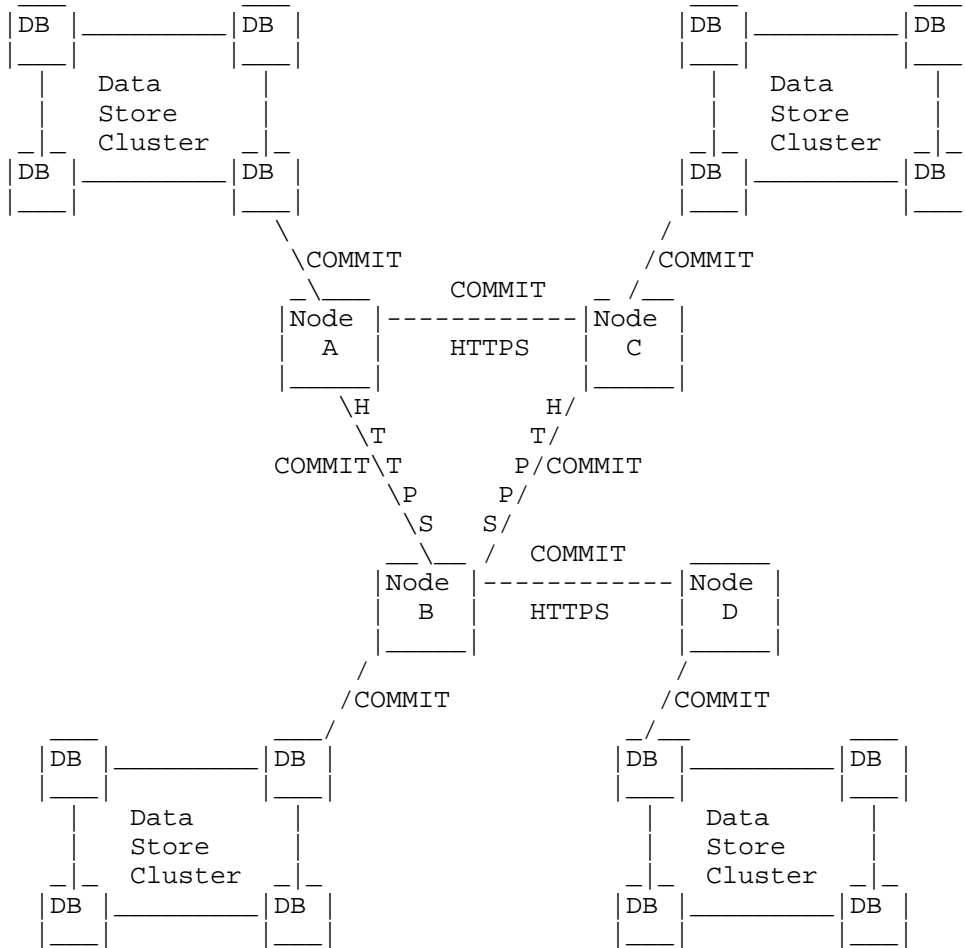 DB DB DB DB
Data Data
Store Store
Cluster Cluster
DB DB DB DB
COMMIT COMMIT
COMMIT
Node Node
A HTTPS C
H H
T T
COMMIT T P COMMIT
P P
S S
COMMIT
Node Node
B HTTPS D
COMMIT COMMIT
DB DB DB DB
Data Data
Store Store
Cluster Cluster
DB DB DB DB